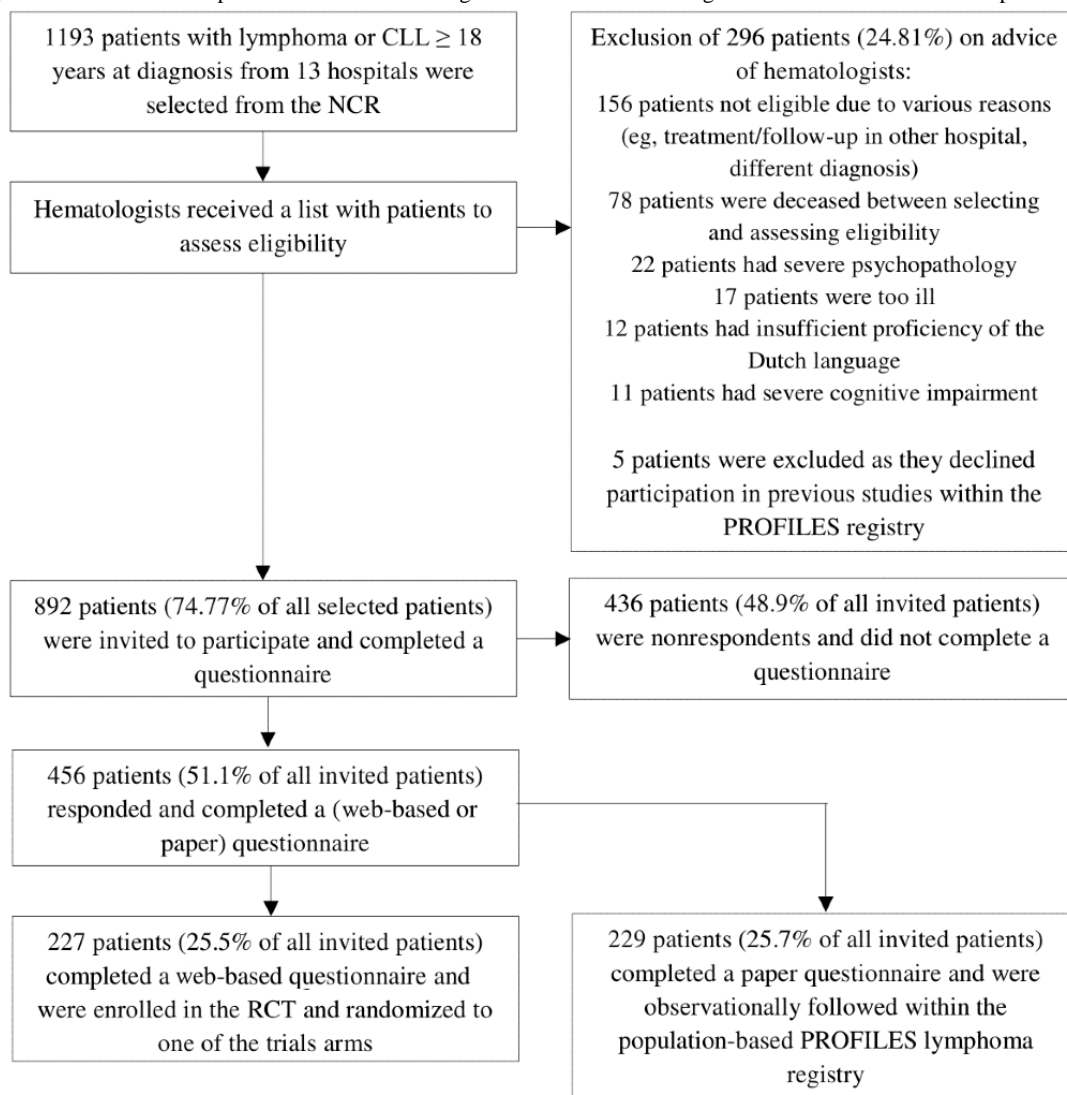 1193 patients with lymphoma or CLL ≥ 18
years at diagnosis from 13 hospitals were
selected from the NCR
Hematologists received a list with patients to
assess eligibility
Exclusion of 296 patients (24.81%) on advice
of hematologists:
156 patients not eligible due to various reasons
(eg, treatment/follow-up in other hospital,
different diagnosis)
78 patients were deceased between selecting
and assessing eligibility
22 patients had severe psychopathology
17 patients were too ill
12 patients had insufficient proficiency of the
Dutch language
11 patients had severe cognitive impairment
5 patients were excluded as they declined
participation in previous studies within the
PROFILES registry
892 patients (74.77% of all selected patients)
were invited to participate and completed a
questionnaire
436 patients (48.9% of all invited patients)
were nonrespondents and did not complete a
questionnaire
456 patients (51.1% of all invited patients)
responded and completed a (web-based or
paper) questionnaire
227 patients (25.5% of all invited patients)
completed a web-based questionnaire and
were enrolled in the RCT and randomized to
one of the trials arms
229 patients (25.7% of all invited patients)
completed a paper questionnaire and were
observationally followed within the
population-based PROFILES lymphoma
registry